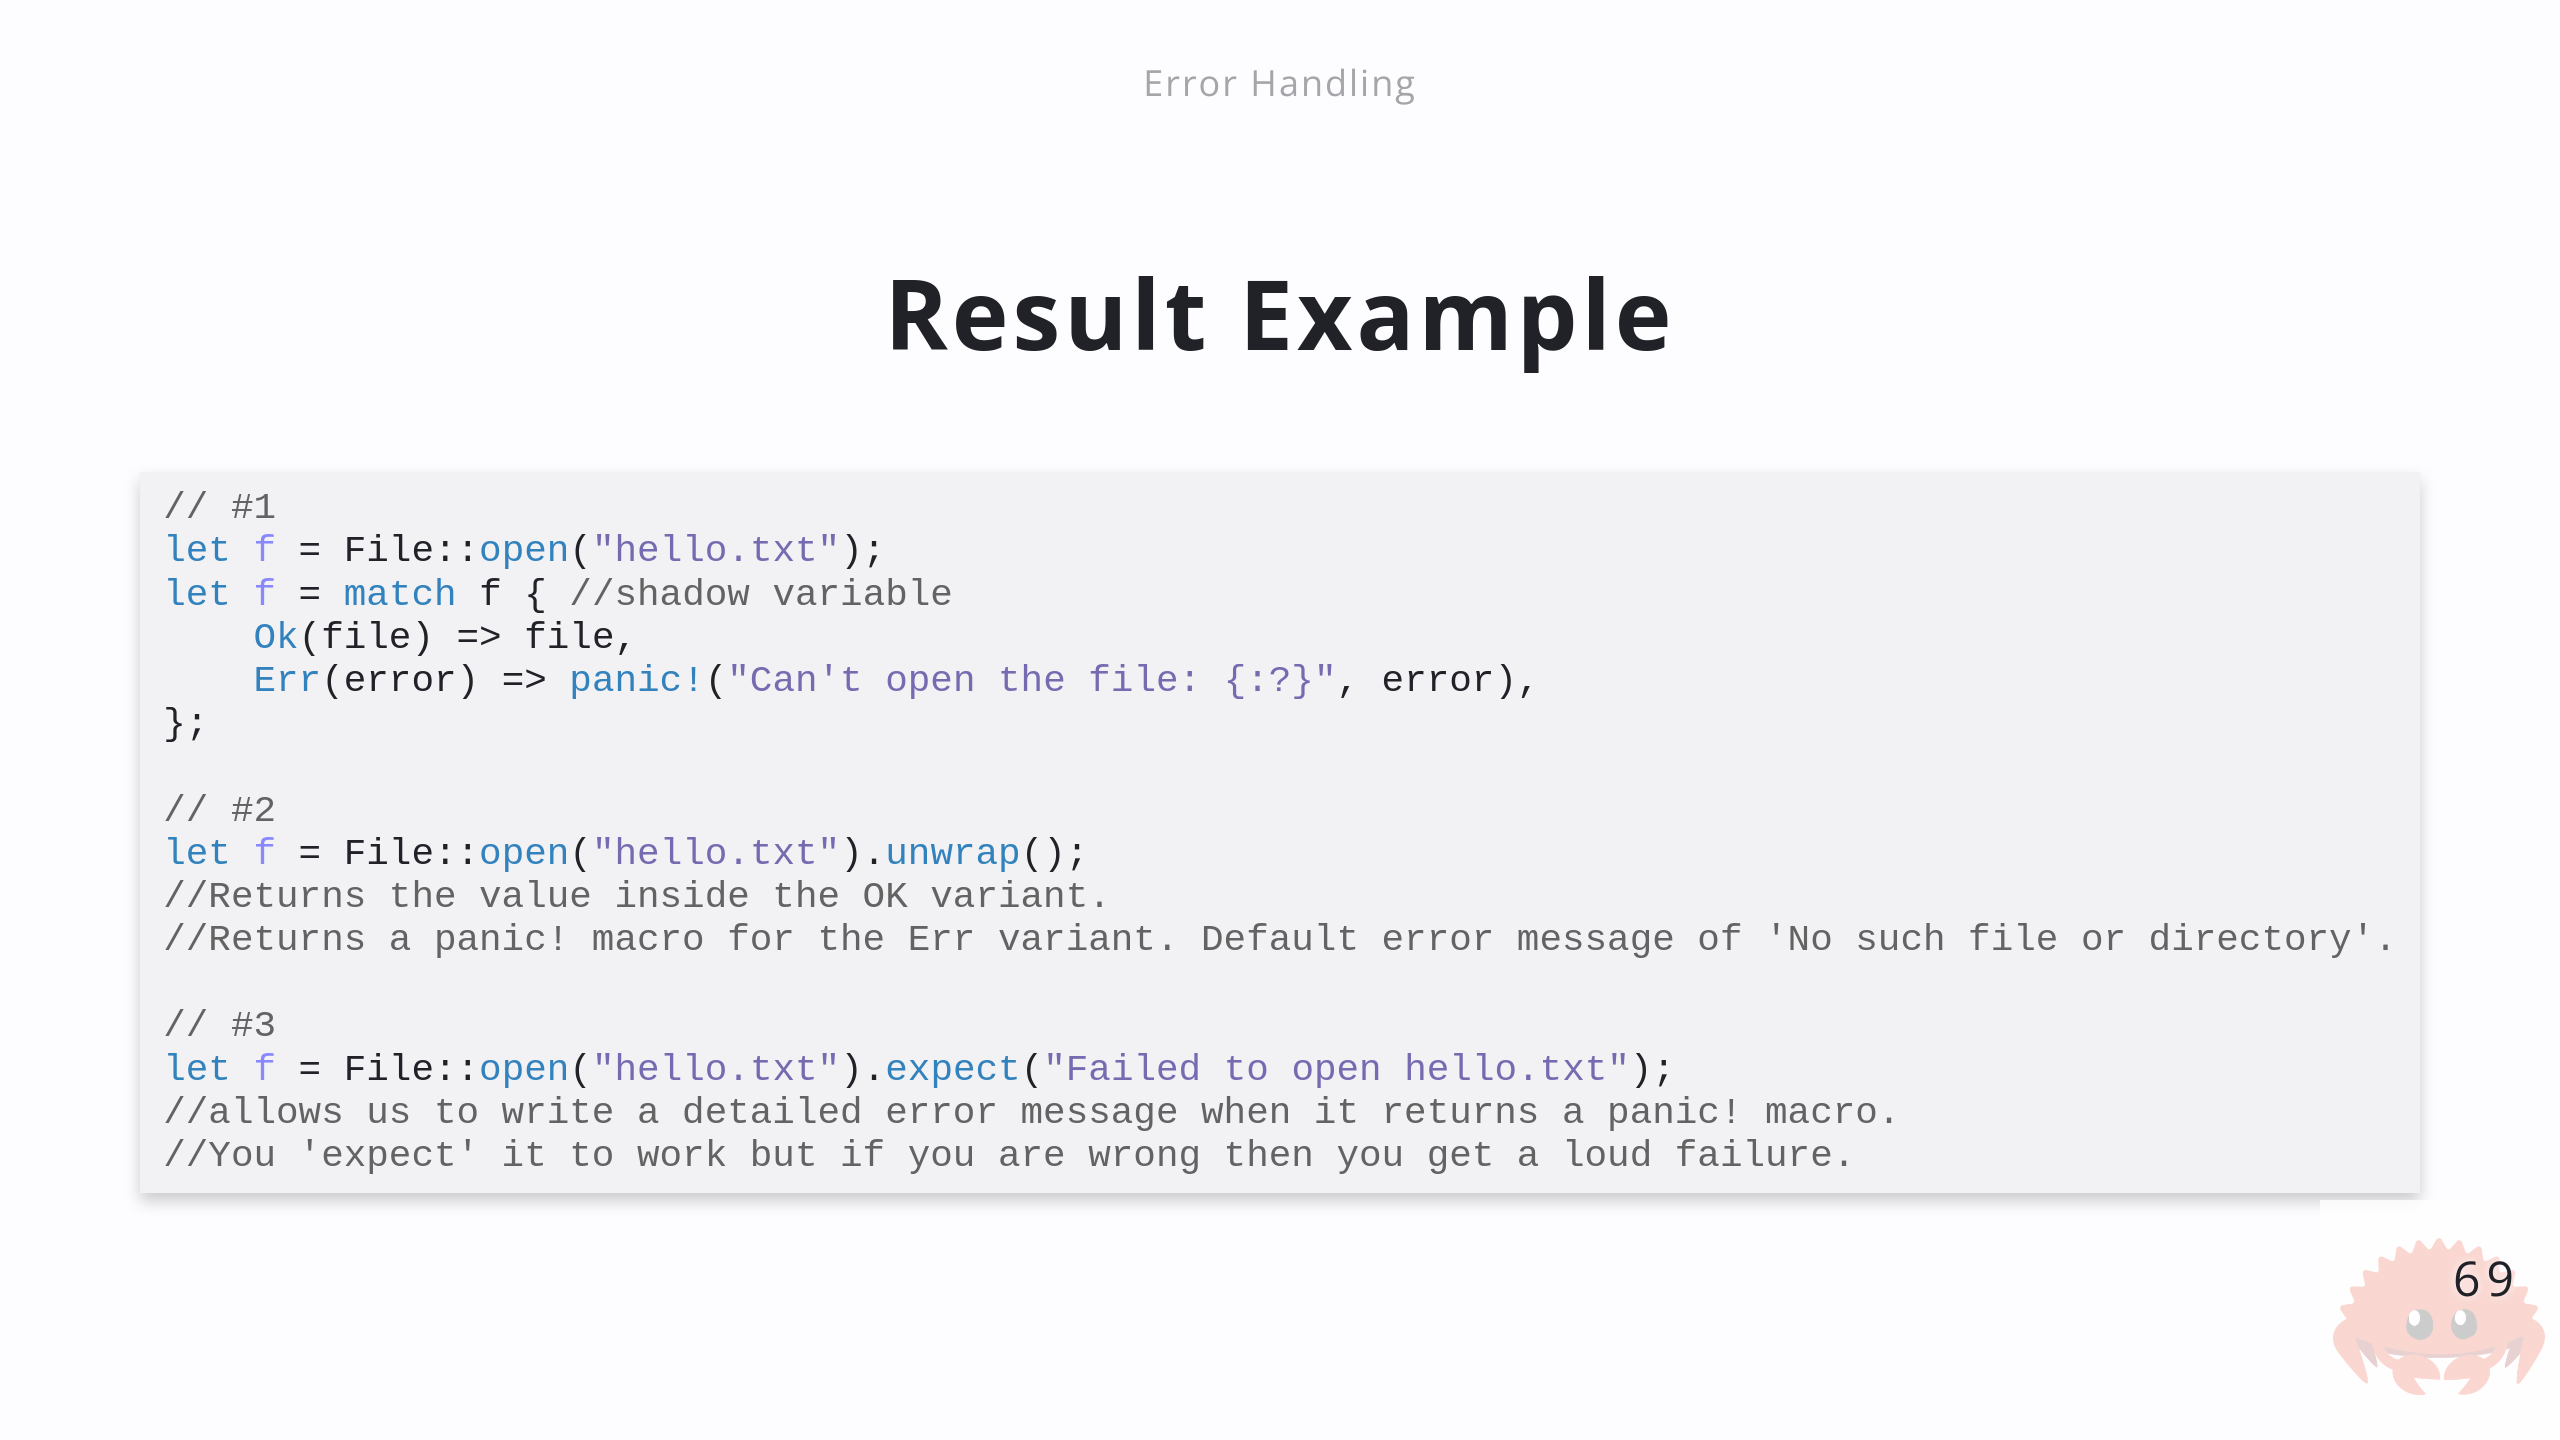 Error Handling
Result Example
// #1
let f = File::open("hello.txt");
let f = match f { //shadow variable
    Ok(file) => file,
    Err(error) => panic!("Can't open the file: {:?}", error),
};

// #2
let f = File::open("hello.txt").unwrap();
//Returns the value inside the OK variant.
//Returns a panic! macro for the Err variant. Default error message of 'No such file or directory'.

// #3
let f = File::open("hello.txt").expect("Failed to open hello.txt");
//allows us to write a detailed error message when it returns a panic! macro.
//You 'expect' it to work but if you are wrong then you get a loud failure.
69